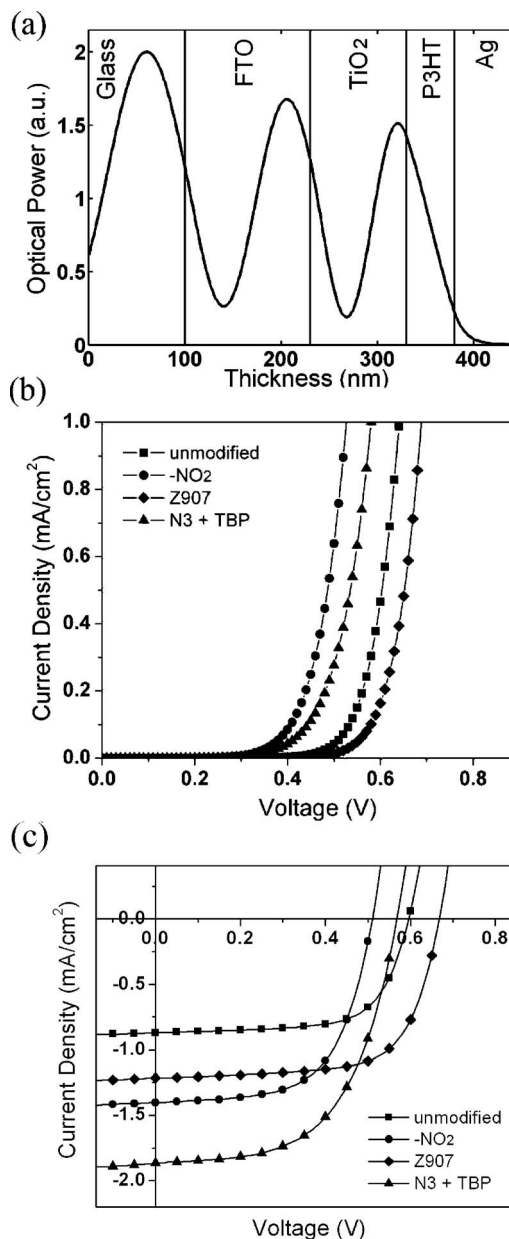 (a)
Optical Power (a.u.)
2
1.5
1
0.5
0
Glass
FTO
TiO2
P3HT
Ag
0 100 200 300 400
Thickness (nm)
(b)
Current Density (mA/cm²)
1.0
0.8
0.6
0.4
0.2
0.0
unmodified
-NO2
Z907
N3 + TBP
0.0 0.2 0.4 0.6 0.8
Voltage (V)
(c)
Current Density (mA/cm²)
0.0
-0.5
-1.0
-1.5
-2.0
0.0 0.2 0.4 0.6 0.8
unmodified
-NO2
Z907
N3 + TBP
Voltage (V)